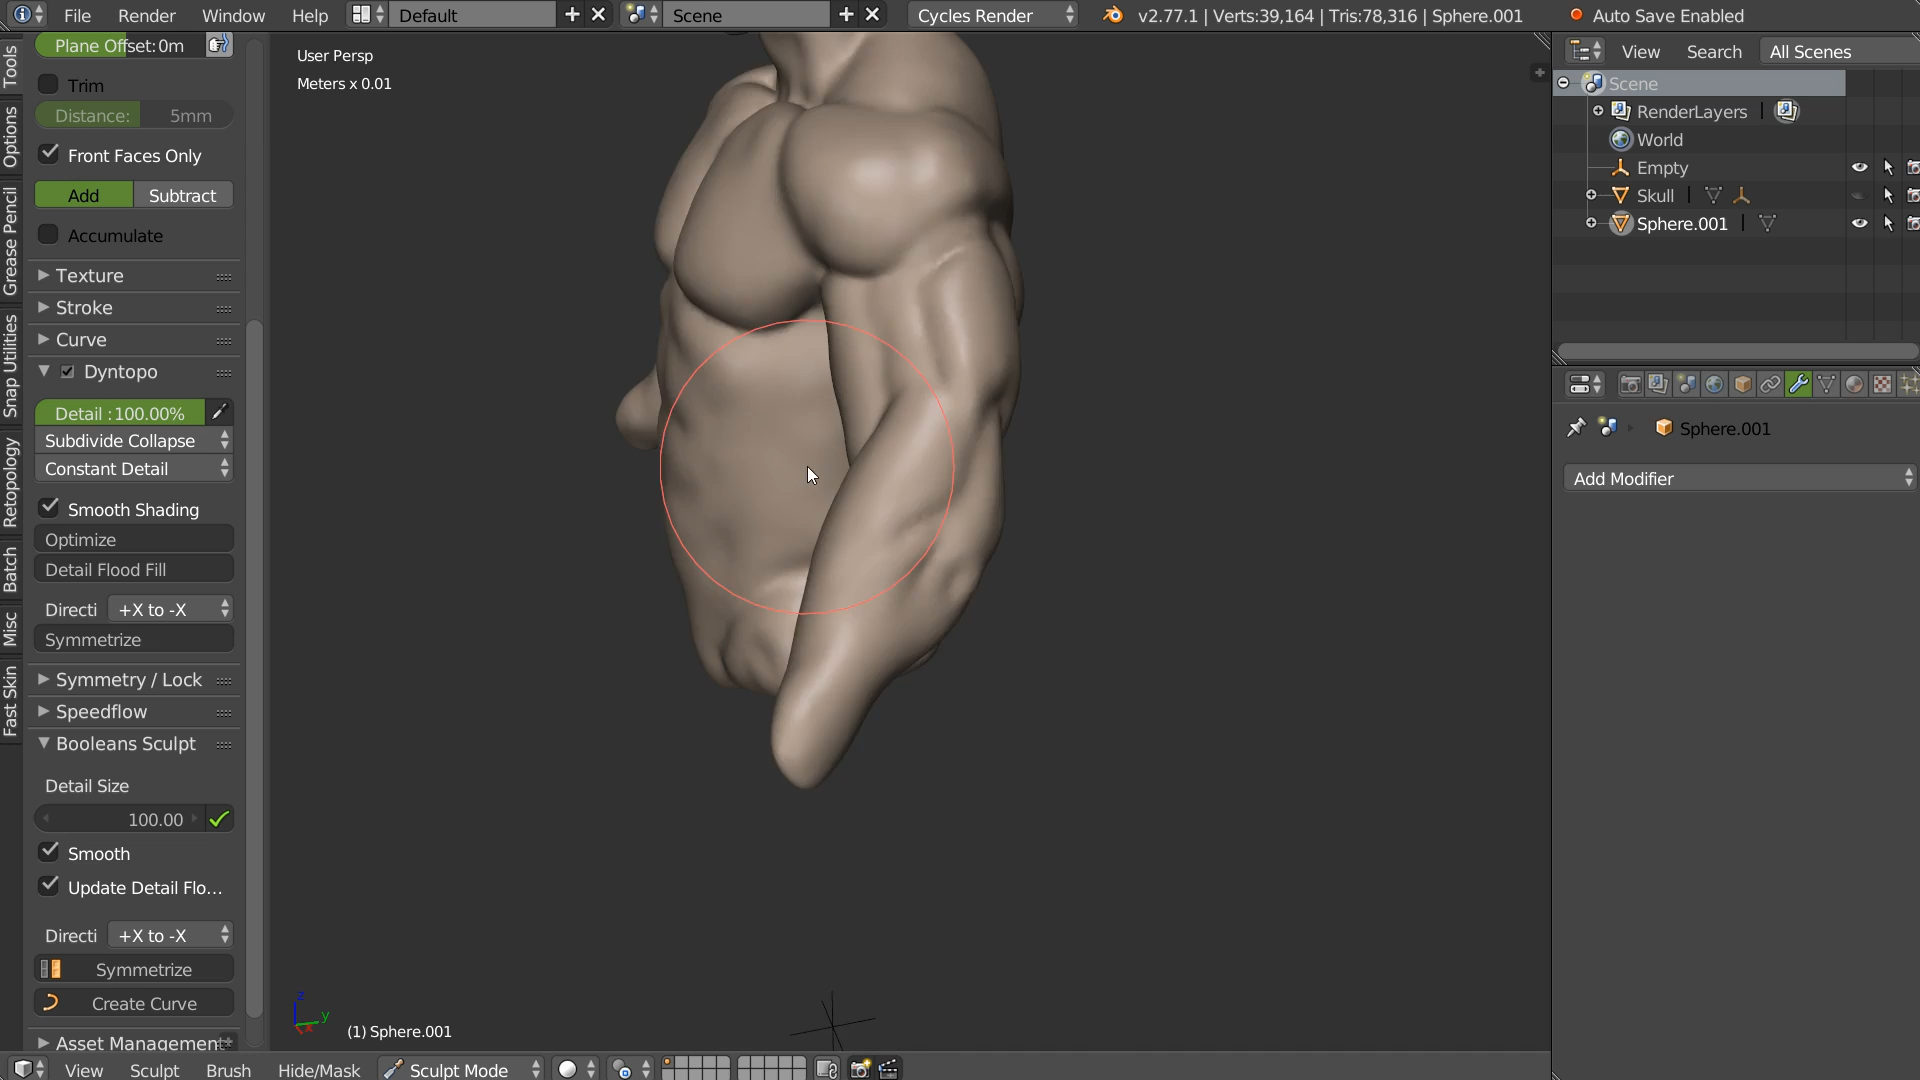 File Render Window Help Default Scene Cycles Render v2.77.1 | Verts:39,164 | Tris:78,316 | Sphere.001 Auto Save Enabled
Tools
Options
Grease Pencil
Snap Utilities
Retopology
Batch
Misc
Fast Skin
Plane Offset: 0m
Trim
Distance: 5mm
Front Faces Only
Add Subtract
Accumulate
Texture
Stroke
Curve
Dyntopo
Detail : 100.00%
Subdivide Collapse
Constant Detail
Smooth Shading
Optimize
Detail Flood Fill
Directi +X to -X
Symmetrize
Symmetry / Lock
Speedflow
Booleans Sculpt
Detail Size
100.00
Smooth
Update Detail Flo...
Directi +X to -X
Symmetrize
Create Curve
Asset Management
User Persp
Meters x 0.01
z
y
x
(1) Sphere.001
View Sculpt Brush Hide/Mask Sculpt Mode
View Search All Scenes
Scene
RenderLayers |
World
Empty
Skull |
Sphere.001 |
Sphere.001
Add Modifier